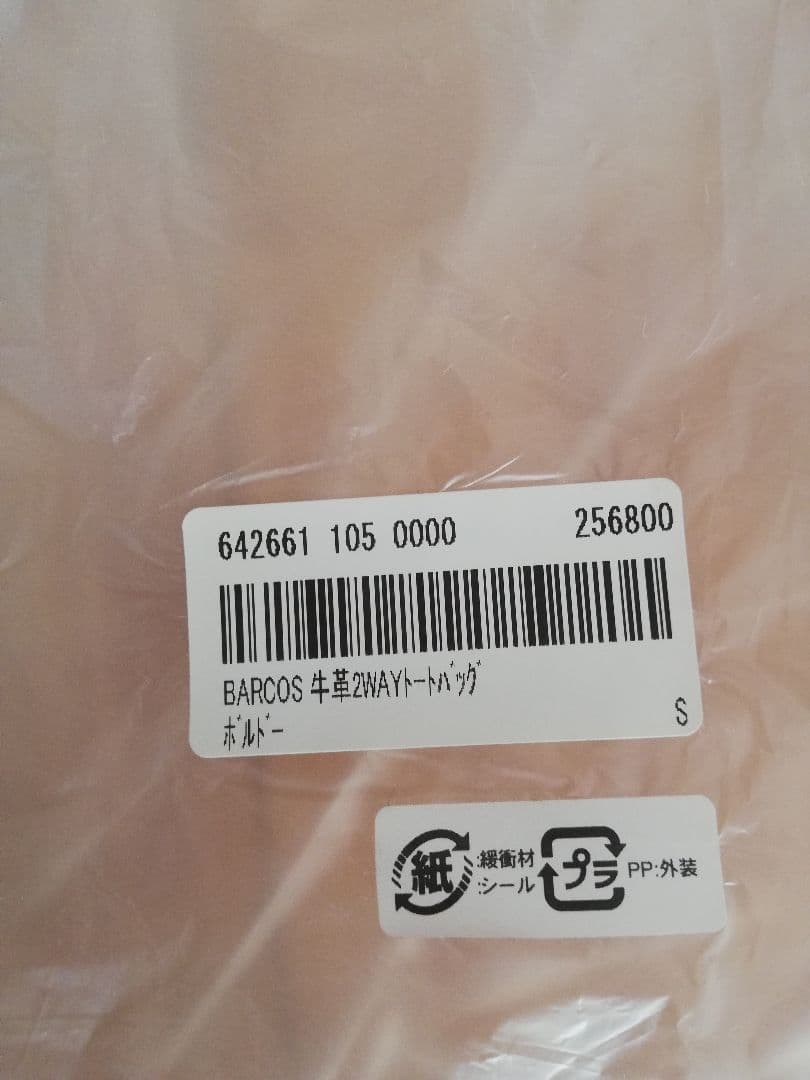 642661 105 0000 256800
BARCOS 牛革2WAYﾄｰﾄﾊﾞｯｸﾞ
ﾎﾞﾙﾄﾞｰ
S
紙 :緩衝材 プラ PP:外装
:シール